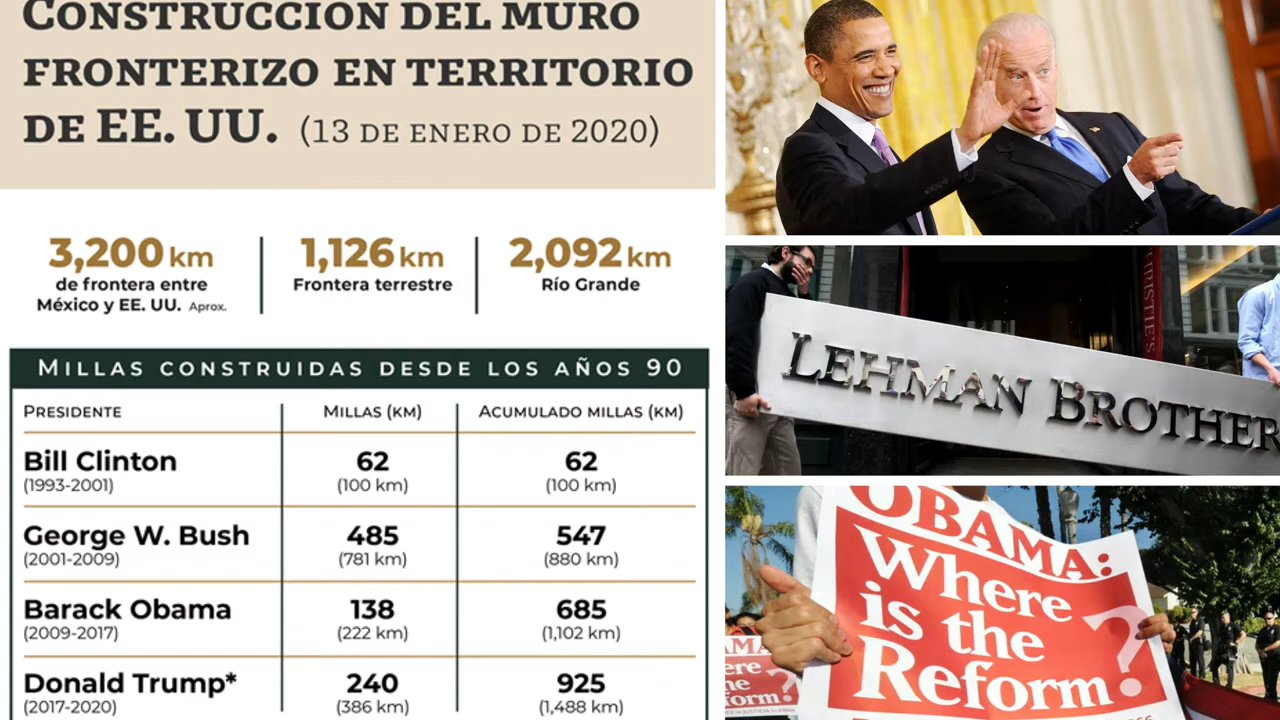 CONSTRUCCIÓN DEL MURO
FRONTERIZO EN TERRITORIO
DE EE. UU. (13 DE ENERO DE 2020)
3,200 km
de frontera entre
México y EE. UU. Aprox.
1,126 km
Frontera terrestre
2,092 km
Río Grande
MILLAS CONSTRUIDAS DESDE LOS AÑOS 90
PRESIDENTE MILLAS (KM) ACUMULADO MILLAS (KM)
Bill Clinton 62 62
(1993-2001) (100 km) (100 km)
George W. Bush 485 547
(2001-2009) (781 km) (880 km)
Barack Obama 138 685
(2009-2017) (222 km) (1,102 km)
Donald Trump* 240 925
(2017-2020) (386 km) (1,488 km)
LEHMAN BROTHER
OBAMA:
Where
is the
Reform?